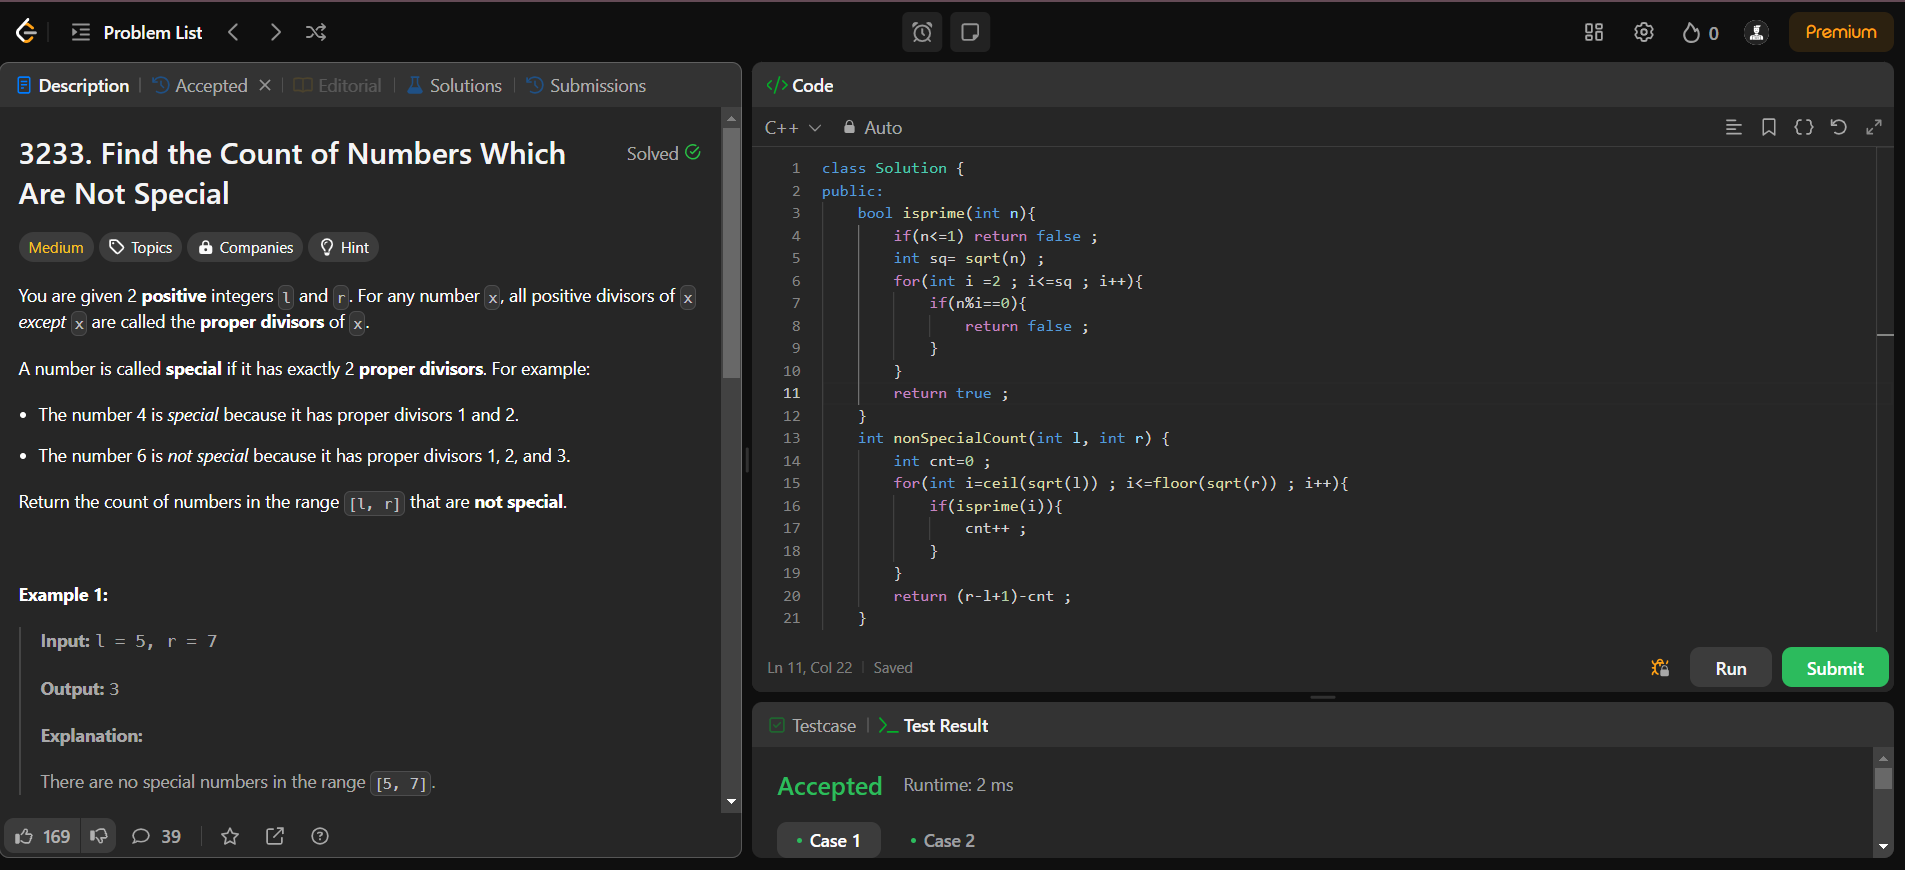 Problem List
0
Premium
Description
Accepted
Editorial
Solutions
Submissions
3233. Find the Count of Numbers Which
Are Not Special
Solved
Medium
Topics
Companies
Hint
You are given 2 positive integers l and r. For any number x, all positive divisors of x
except x are called the proper divisors of x.
A number is called special if it has exactly 2 proper divisors. For example:
• The number 4 is special because it has proper divisors 1 and 2.
• The number 6 is not special because it has proper divisors 1, 2, and 3.
Return the count of numbers in the range [l, r] that are not special.
Example 1:
Input: l = 5, r = 7
Output: 3
Explanation:
There are no special numbers in the range [5, 7].
169
39
</> Code
C++
Auto
1 class Solution {
2 public:
3 bool isprime(int n){
4 if(n<=1) return false ;
5 int sq= sqrt(n) ;
6 for(int i =2 ; i<=sq ; i++){
7 if(n%i==0){
8 return false ;
9 }
10 }
11 return true ;
12 }
13 int nonSpecialCount(int l, int r) {
14 int cnt=0 ;
15 for(int i=ceil(sqrt(l)) ; i<=floor(sqrt(r)) ; i++){
16 if(isprime(i)){
17 cnt++ ;
18 }
19 }
20 return (r-l+1)-cnt ;
21 }
Ln 11, Col 22
Saved
Run
Submit
Testcase
Test Result
Accepted
Runtime: 2 ms
• Case 1
• Case 2